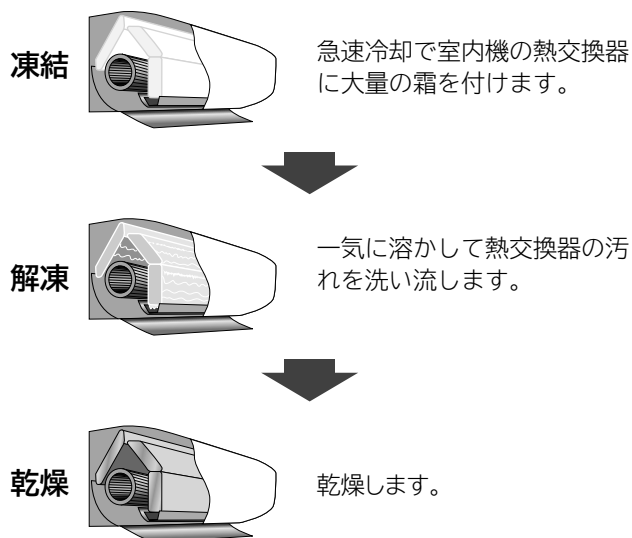 凍結
急速冷却で室内機の熱交換器
に大量の霜を付けます。
解凍
一気に溶かして熱交換器の汚
れを洗い流します。
乾燥
乾燥します。